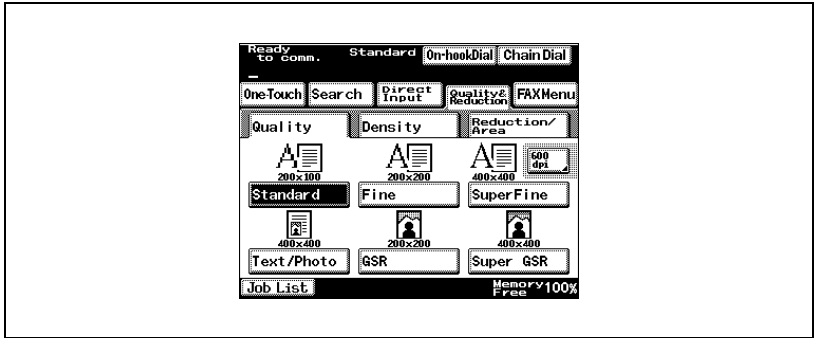 Ready to comm. Standard On-hookDial Chain Dial
One-Touch Search Direct Input Quality& Reduction FAXMenu
Quality Density Reduction/ Area
200x100 200x200 400x400 600 dpi
Standard Fine SuperFine
400x400 200x200 400x400
Text/Photo GSR Super GSR
Job List Memory Free 100%